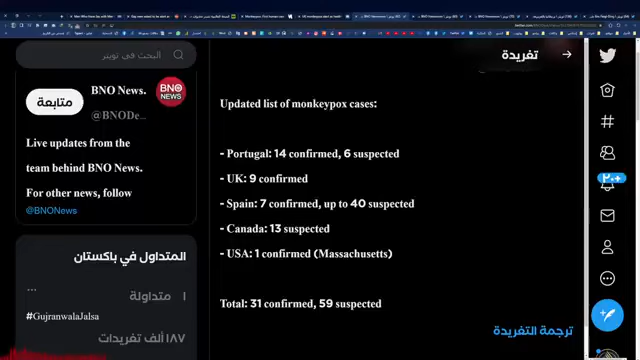 البحث في تويتر
BNO News.
@BNODe...
متابعة
BNO
NEWS
Live updates from the
team behind BNO News.
For other news, follow
@BNONews
المتداول في باكستان
١ متداولة
...
#GujranwalaJalsa
١٨٧ ألف تغريدات
تغريدة
Updated list of monkeypox cases:
- Portugal: 14 confirmed, 6 suspected
- UK: 9 confirmed
- Spain: 7 confirmed, up to 40 suspected
- Canada: 13 suspected
- USA: 1 confirmed (Massachusetts)
Total: 31 confirmed, 59 suspected
ترجمة التغريدة
+٢٠